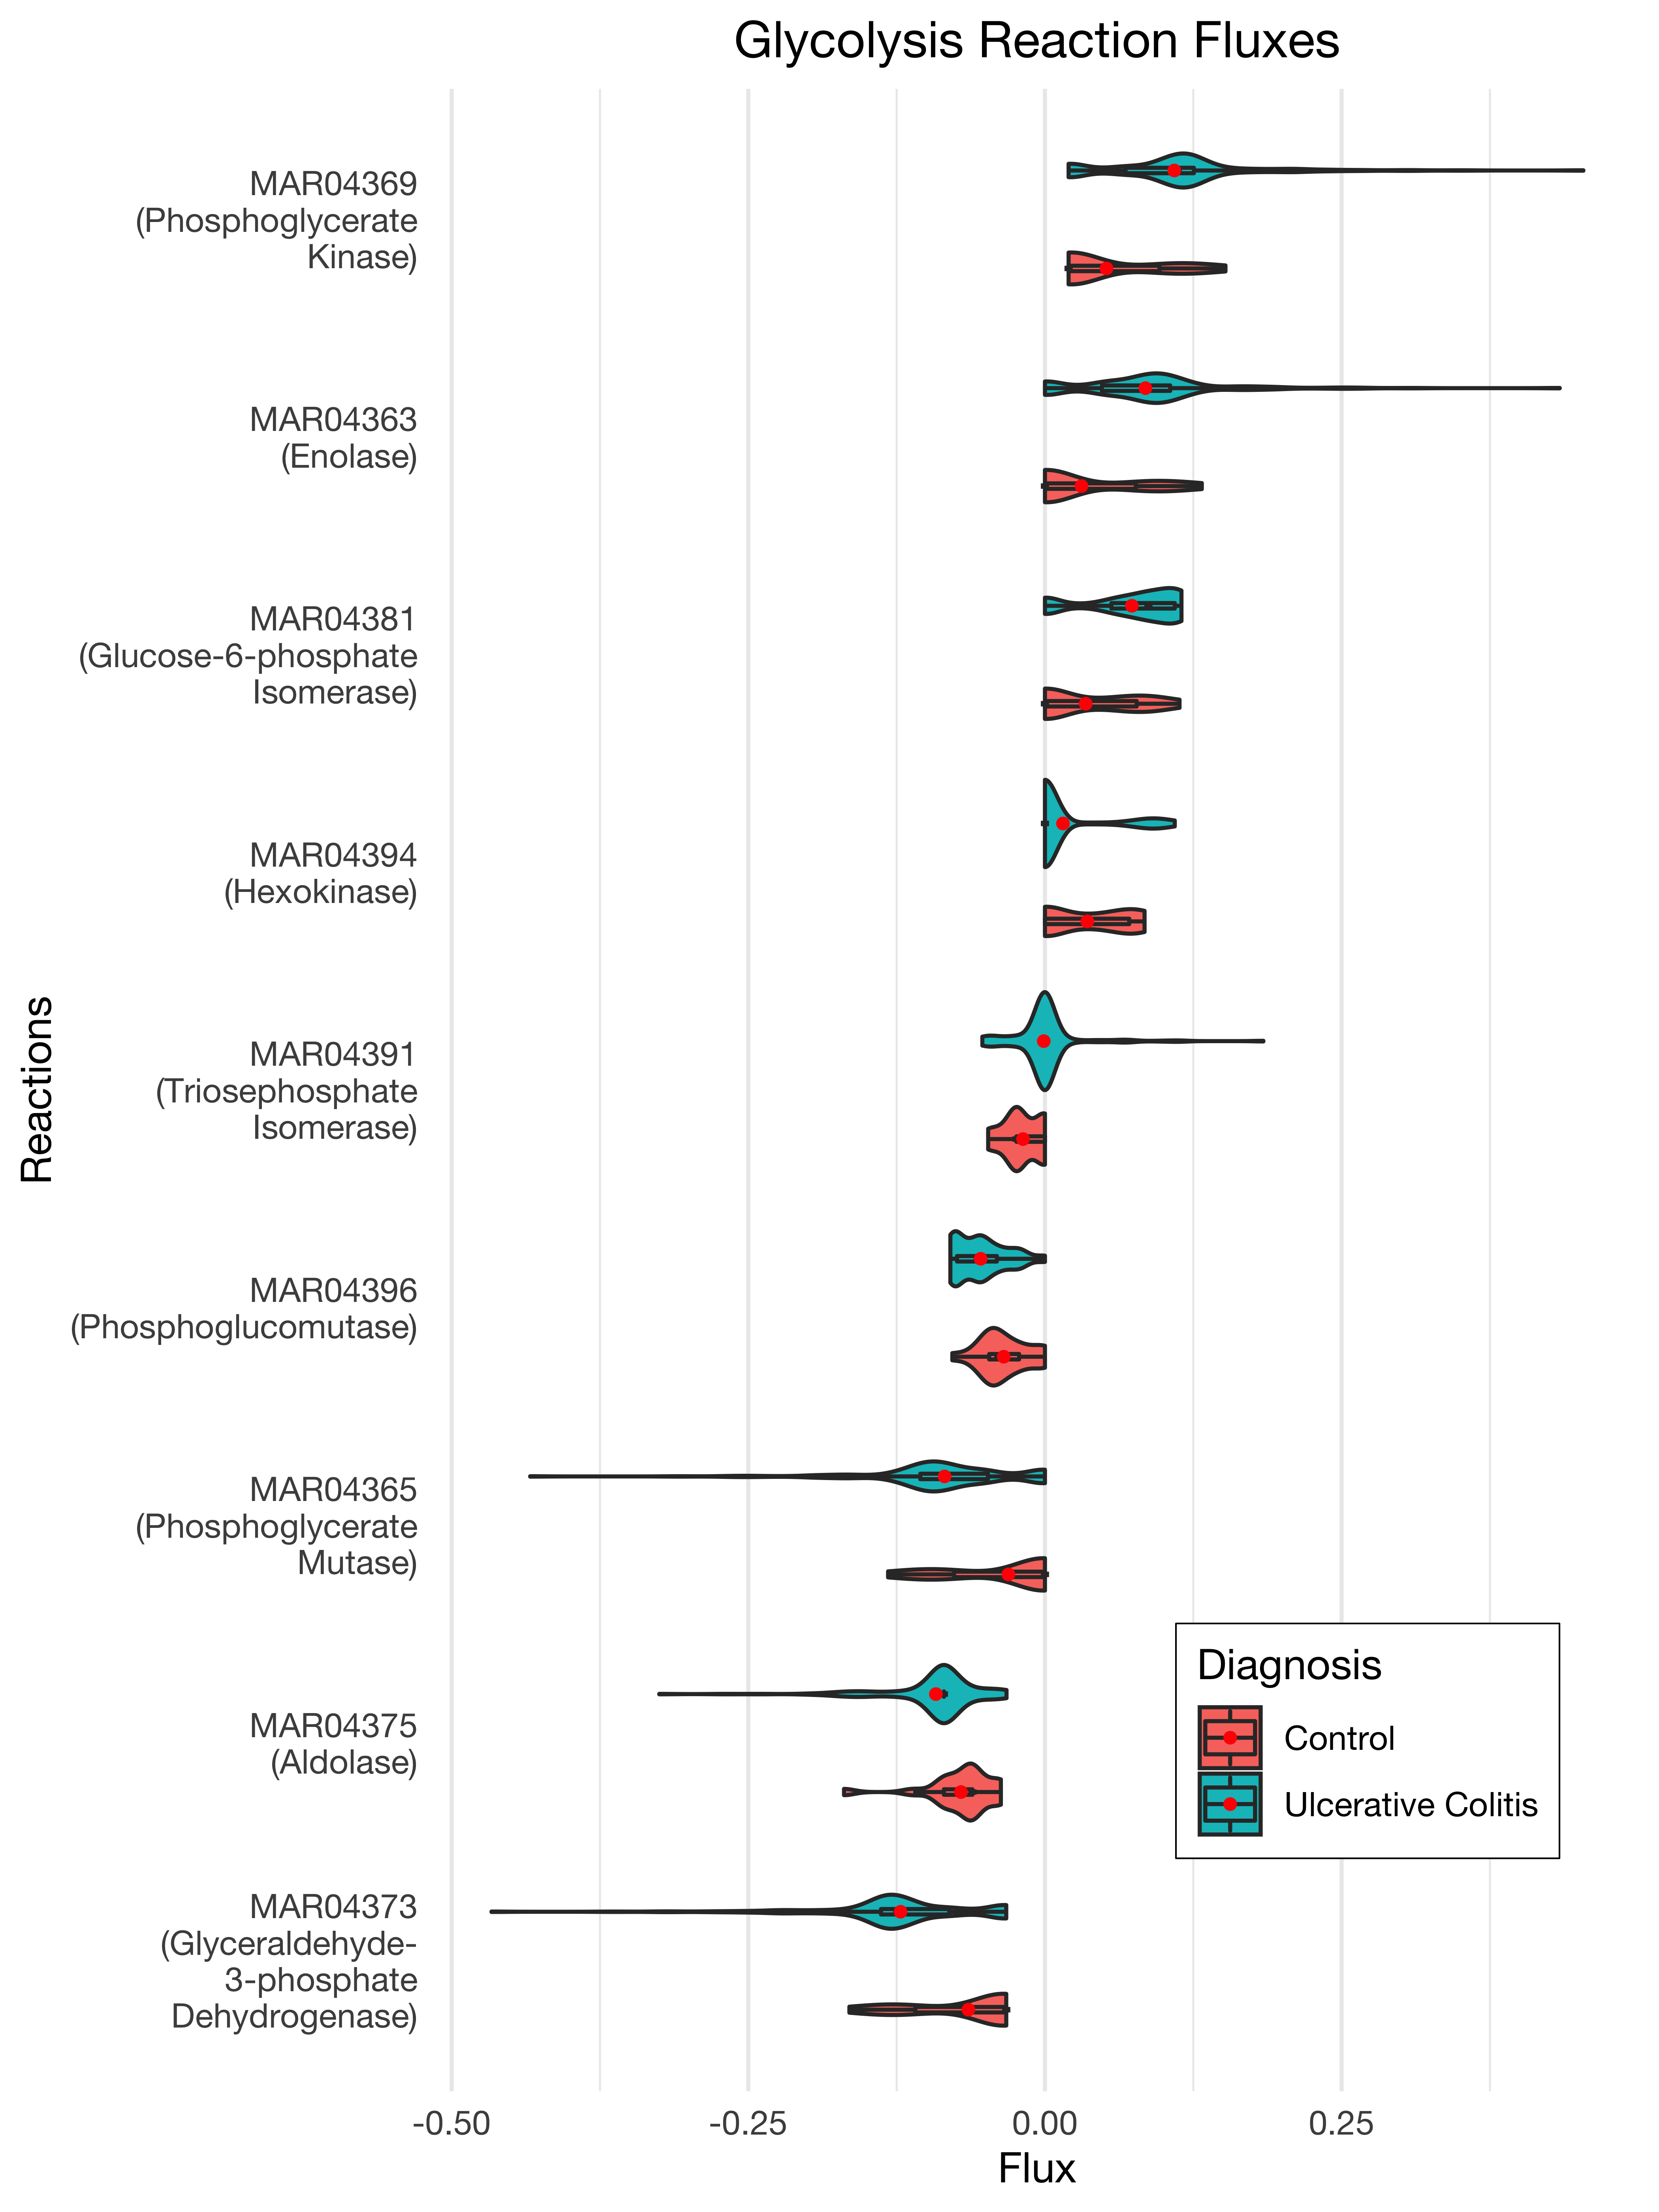 Glycolysis Reaction Fluxes
MAR04369
(Phosphoglycerate
Kinase)
MAR04363
(Enolase)
MAR04381
(Glucose-6-phosphate
Isomerase)
MAR04394
(Hexokinase)
MAR04391
(Triosephosphate
Isomerase)
MAR04396
(Phosphoglucomutase)
MAR04365
(Phosphoglycerate
Mutase)
MAR04375
(Aldolase)
MAR04373
(Glyceraldehyde-
3-phosphate
Dehydrogenase)
Reactions
Diagnosis
Control
Ulcerative Colitis
-0.50
-0.25
0.00
0.25
Flux